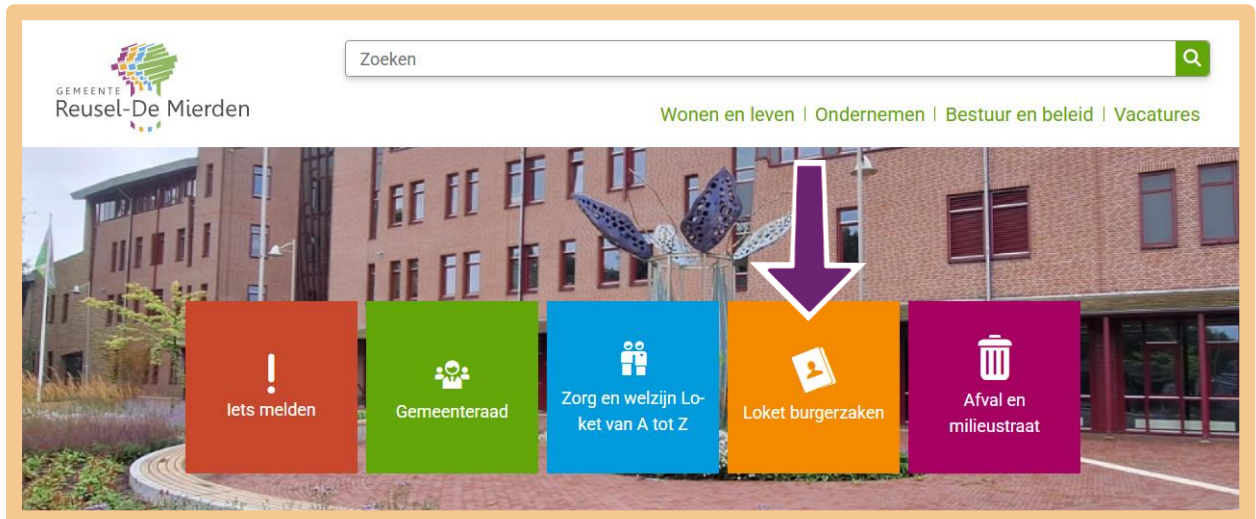 Zoeken
GEMEENTE
Reusel-De Mierden
Wonen en leven | Ondernemen | Bestuur en beleid | Vacatures
Iets melden
Gemeenteraad
Zorg en welzijn Lo-
ket van A tot Z
Loket burgerzaken
Afval en
milieustraat